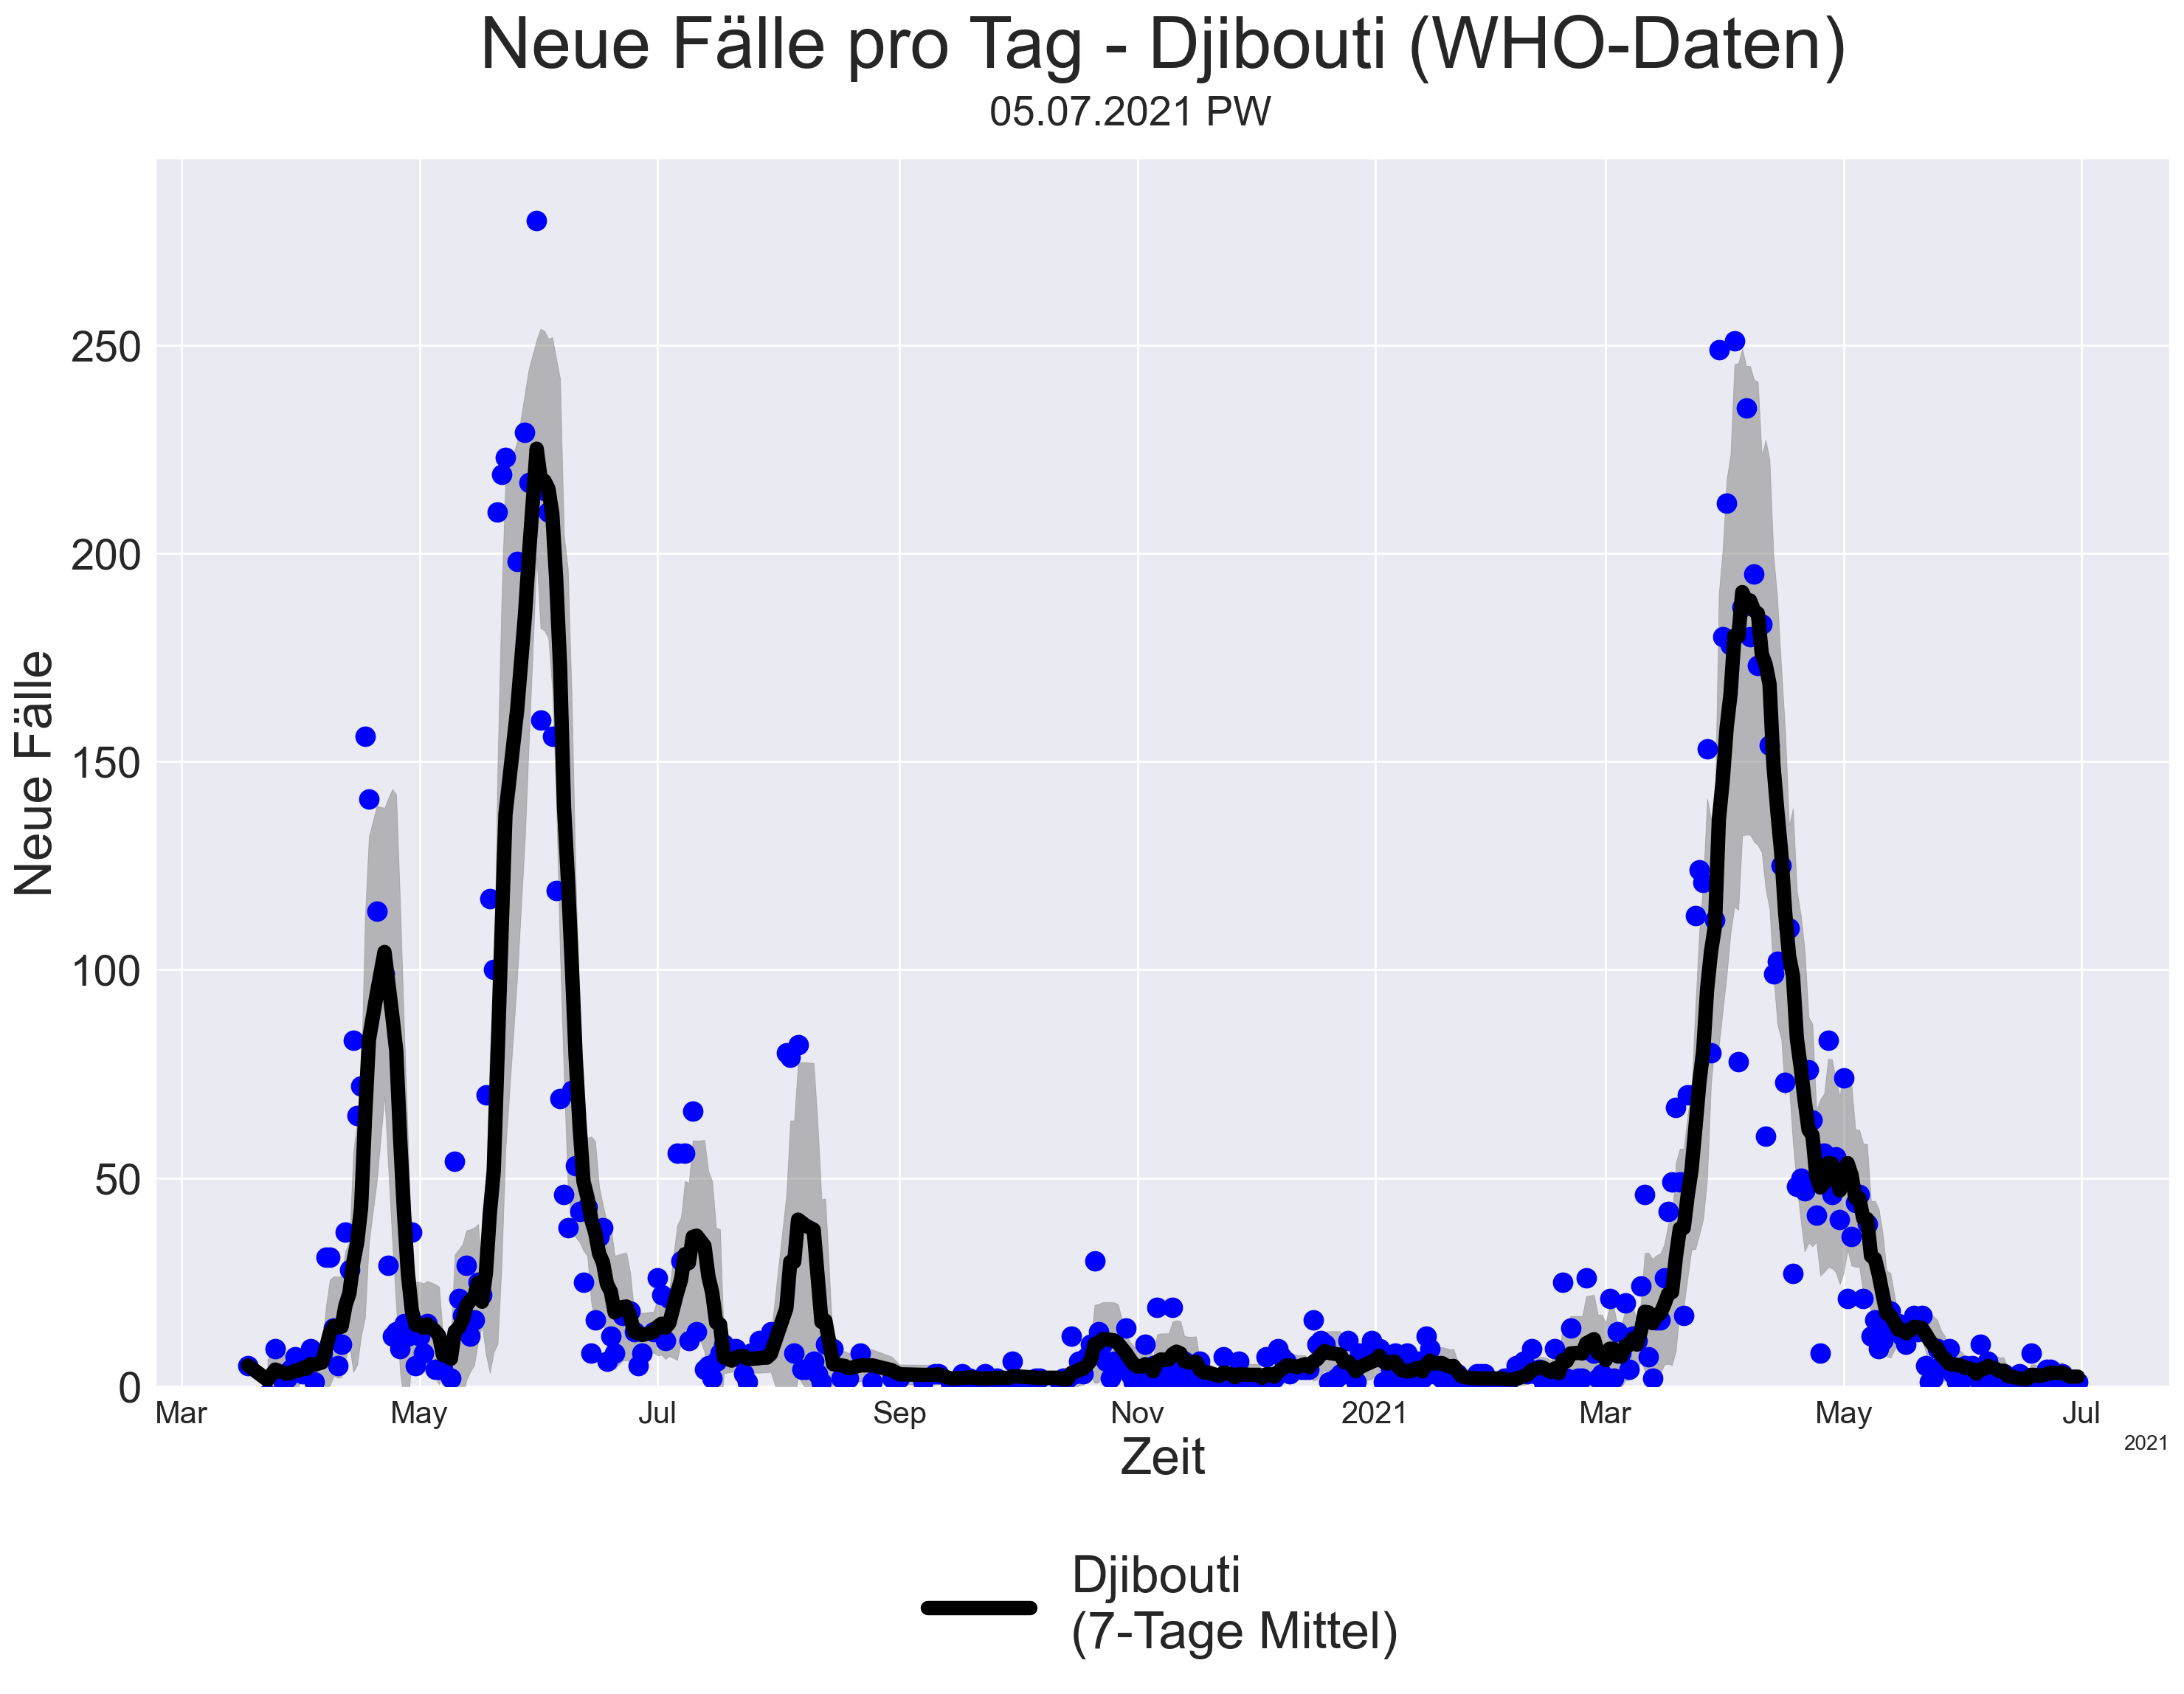 Neue Fälle pro Tag - Djibouti (WHO-Daten)
05.07.2021 PW
Neue Fälle
250
200
150
100
50
0
Mar May Jul Sep Nov 2021 Mar May Jul
2021
Zeit
Djibouti
(7-Tage Mittel)